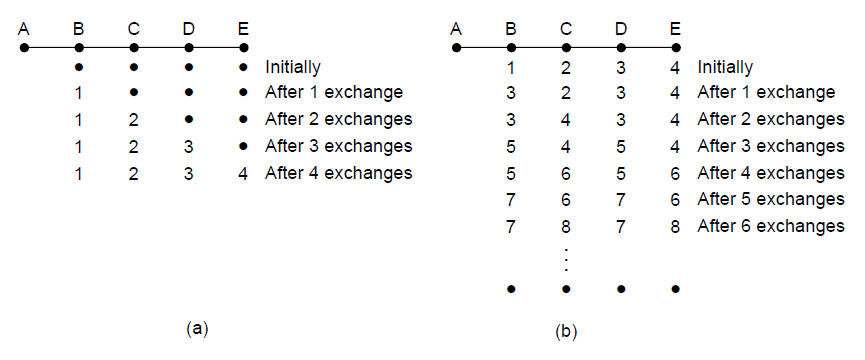 A B C D E
• • • • Initially
1 • • • After 1 exchange
1 2 • • After 2 exchanges
1 2 3 • After 3 exchanges
1 2 3 4 After 4 exchanges
(a)
A B C D E
1 2 3 4 Initially
3 2 3 4 After 1 exchange
3 4 3 4 After 2 exchanges
5 4 5 4 After 3 exchanges
5 6 5 6 After 4 exchanges
7 6 7 6 After 5 exchanges
7 8 7 8 After 6 exchanges
⋮
• • • •
(b)